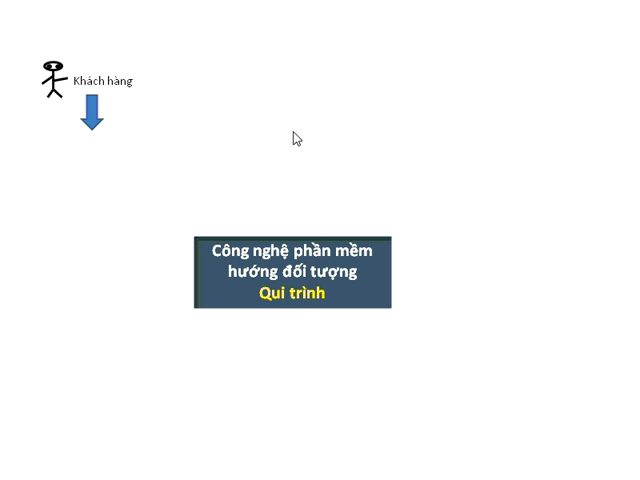 Khách hàng
Công nghệ phần mềm
hướng đối tượng
Qui trình